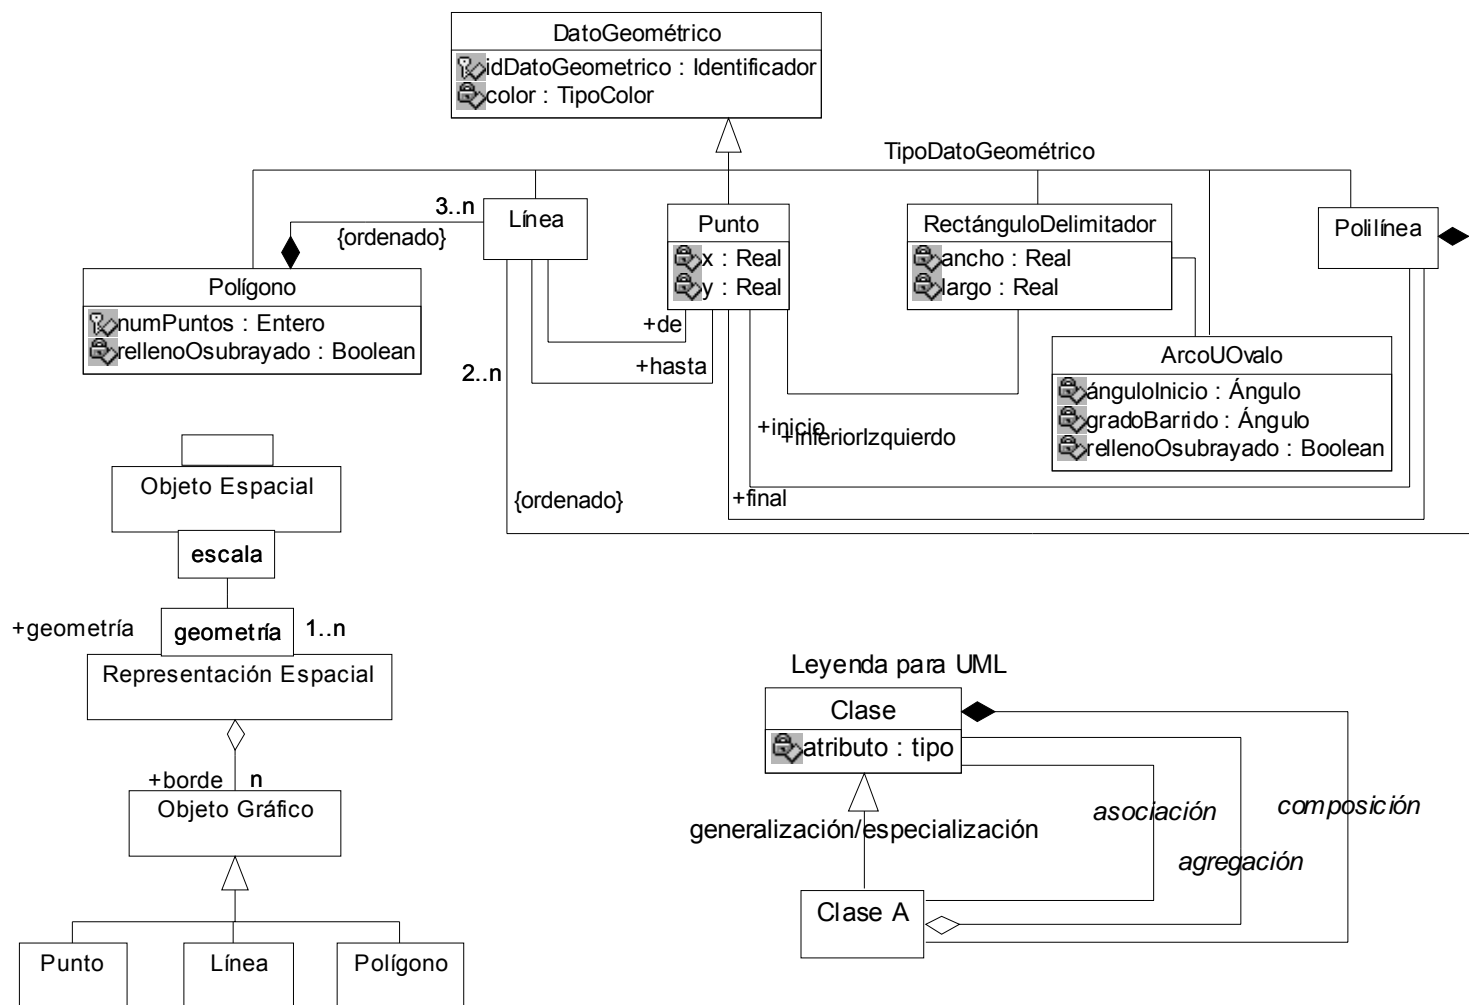 DatoGeométrico
idDatoGeometrico : Identificador
color : TipoColor
TipoDatoGeométrico
3..n
{ordenado}
Línea
Punto
x : Real
y : Real
RectánguloDelimitador
ancho : Real
largo : Real
Polilínea
Polígono
numPuntos : Entero
rellenoOsubrayado : Boolean
+de
+hasta
2..n
ArcoUOvalo
ánguloInicio : Ángulo
gradoBarrido : Ángulo
rellenoOsubrayado : Boolean
+inicio
+inferiorIzquierdo
{ordenado}
+final
Objeto Espacial
escala
+geometría
geometría
1..n
Representación Espacial
+borde
n
Objeto Gráfico
Punto
Línea
Polígono
Leyenda para UML
Clase
atributo : tipo
generalización/especialización
asociación
composición
agregación
Clase A